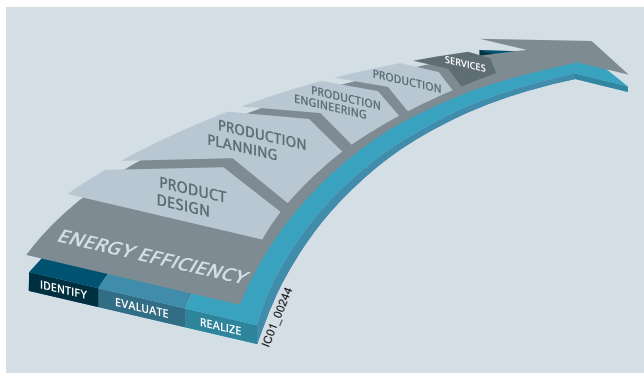 SERVICES
PRODUCTION
PRODUCTION
ENGINEERING
PRODUCTION
PLANNING
PRODUCT
DESIGN
ENERGY EFFICIENCY
IDENTIFY
EVALUATE
REALIZE
IC01_00244